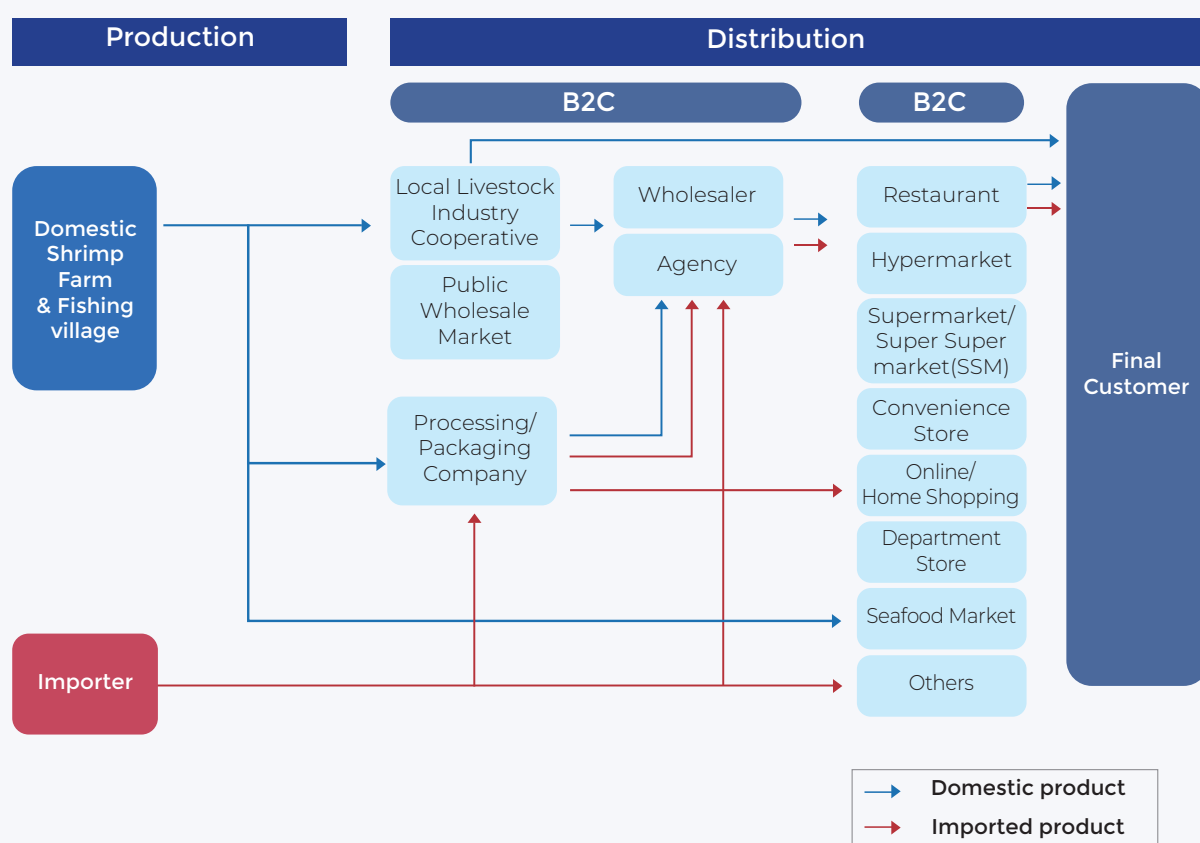 Production
Distribution
B2C
B2C
Domestic
Shrimp
Farm
& Fishing
village
Local Livestock
Industry
Cooperative
Public
Wholesale
Market
Wholesaler
Agency
Processing/
Packaging
Company
Restaurant
Hypermarket
Supermarket/
Super Super
market(SSM)
Convenience
Store
Online/
Home Shopping
Department
Store
Seafood Market
Others
Final
Customer
Importer
Domestic product
Imported product